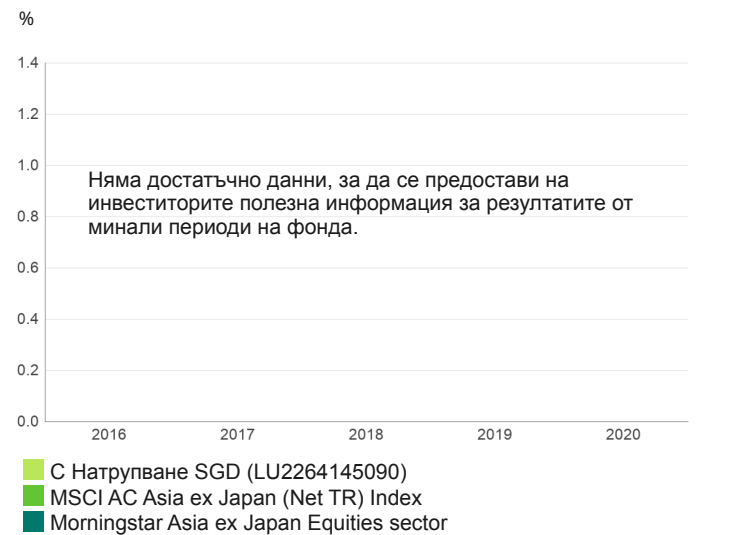 %
1.4
1.2
1.0
Няма достатъчно данни, за да се предостави на
инвеститорите полезна информация за резултатите от
минали периоди на фонда.
0.8
0.6
0.4
0.2
0.0
2016 2017 2018 2019 2020
С Натрупване SGD (LU2264145090)
MSCI AC Asia ex Japan (Net TR) Index
Morningstar Asia ex Japan Equities sector